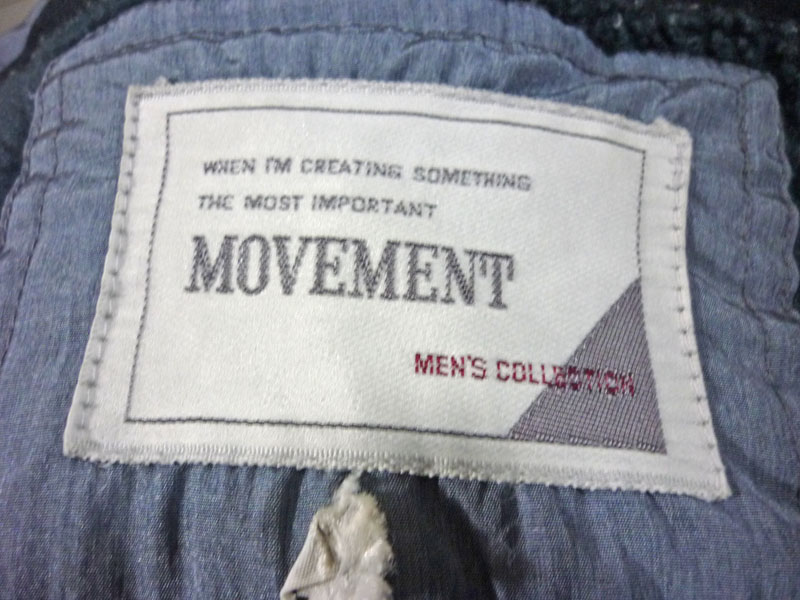 WHEN I'M CREATING SOMETHING
THE MOST IMPORTANT
MOVEMENT
MEN'S COLLECTION